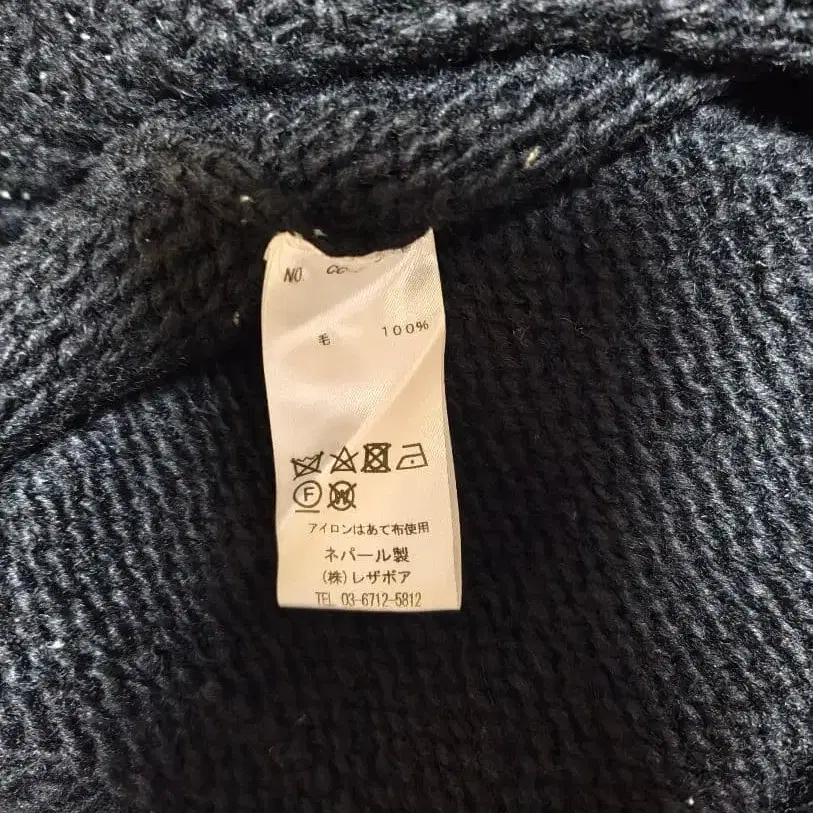 NO.
毛 100%
F W
アイロンはあて布使用
ネパール製
(株)レザボア
TEL 03-6712-5812